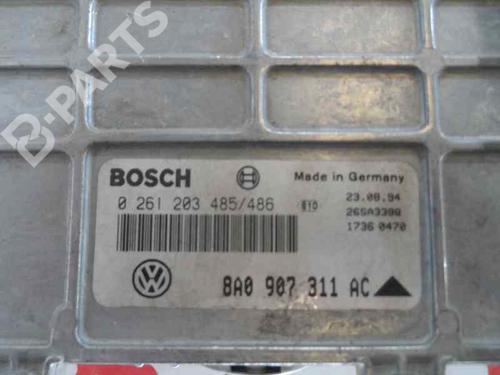 B-PARTS
BOSCH
Made in Germany
0 261 203 485/486
23.08.94
26SA3398
1736 0470
8A0 907 311 AC